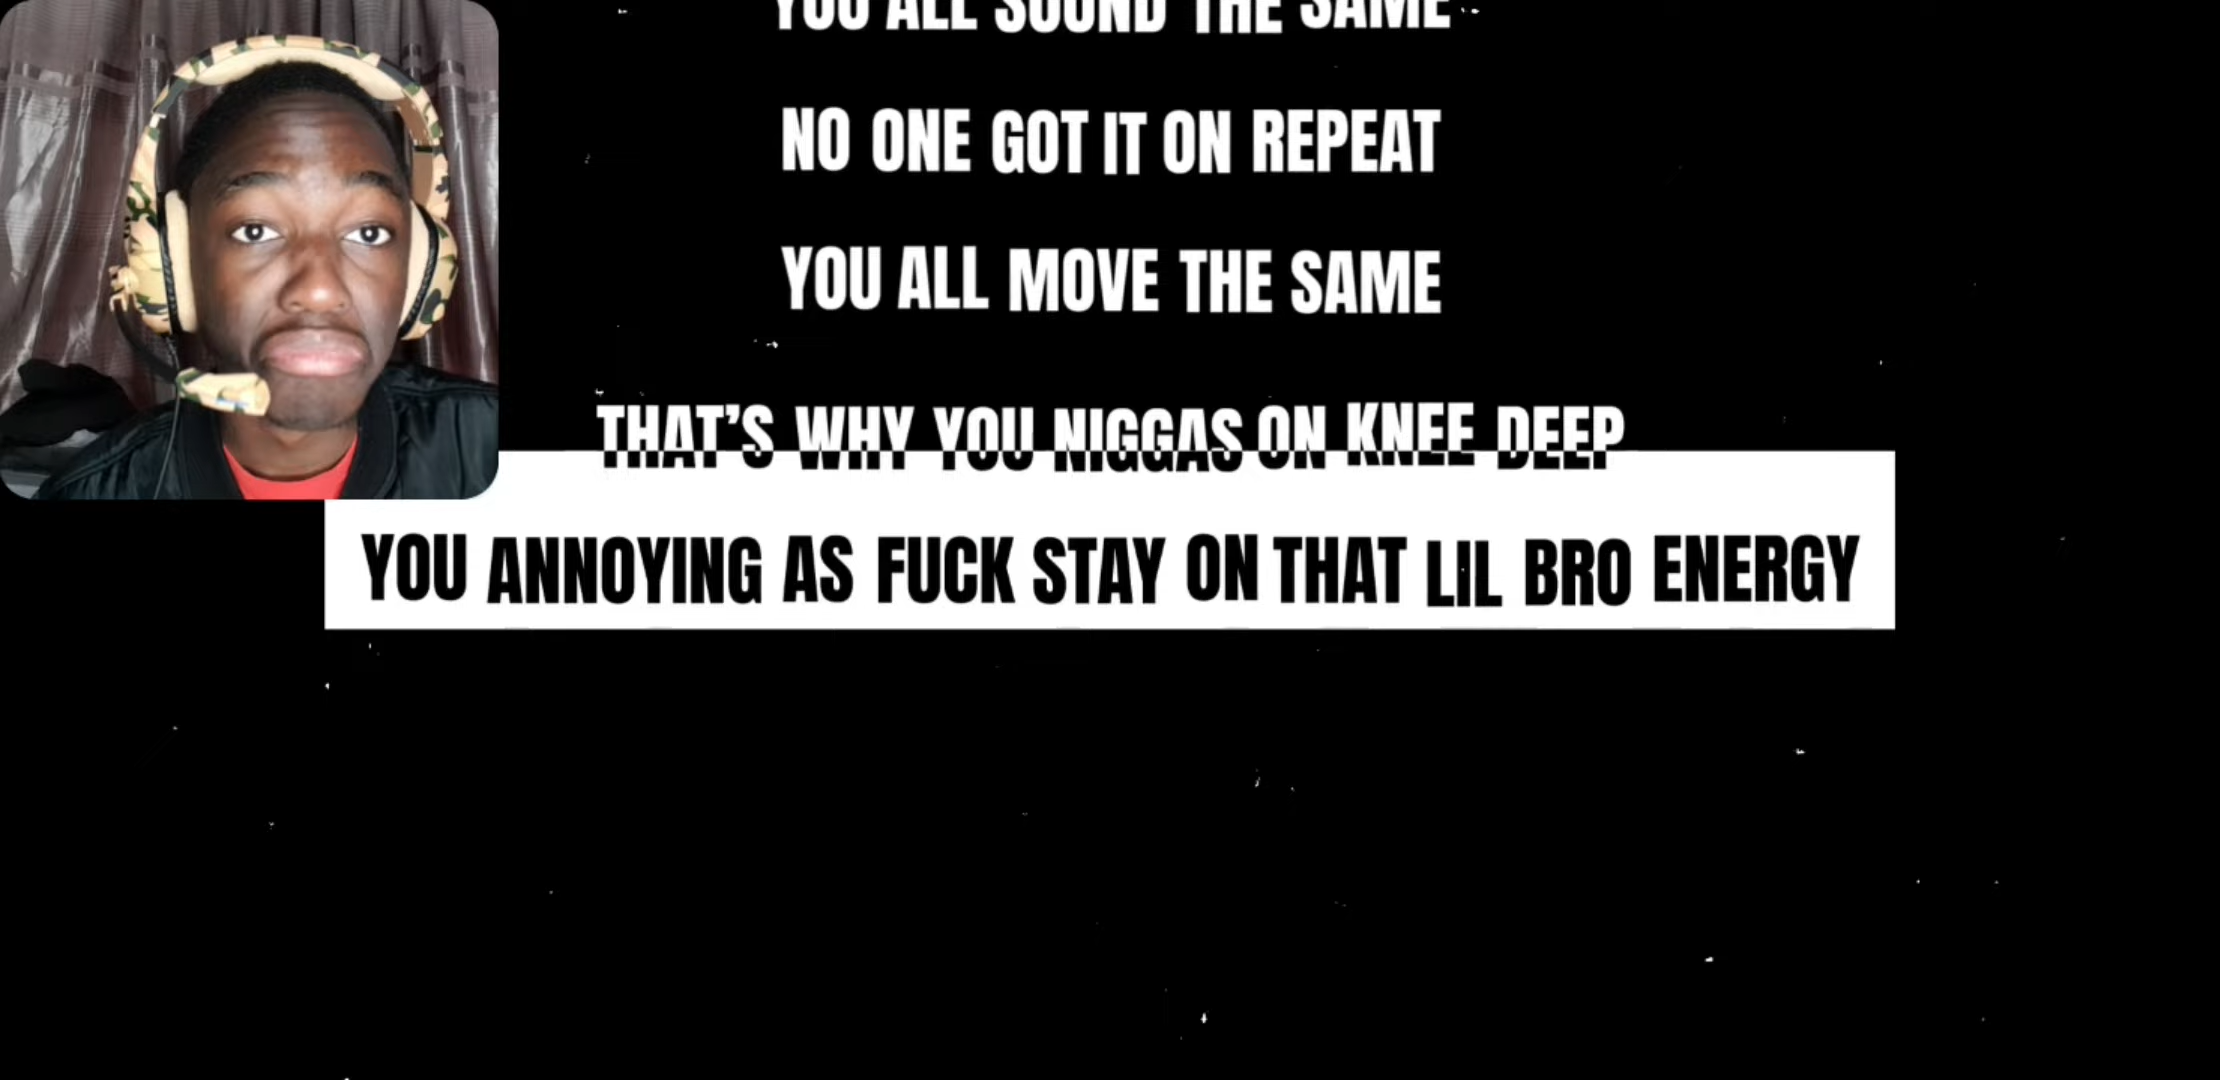 YOU ALL SOUND THE SAME
NO ONE GOT IT ON REPEAT
YOU ALL MOVE THE SAME
THAT'S WHY YOU NIGGAS ON KNEE DEEP
YOU ANNOYING AS FUCK STAY ON THAT LIL BRO ENERGY